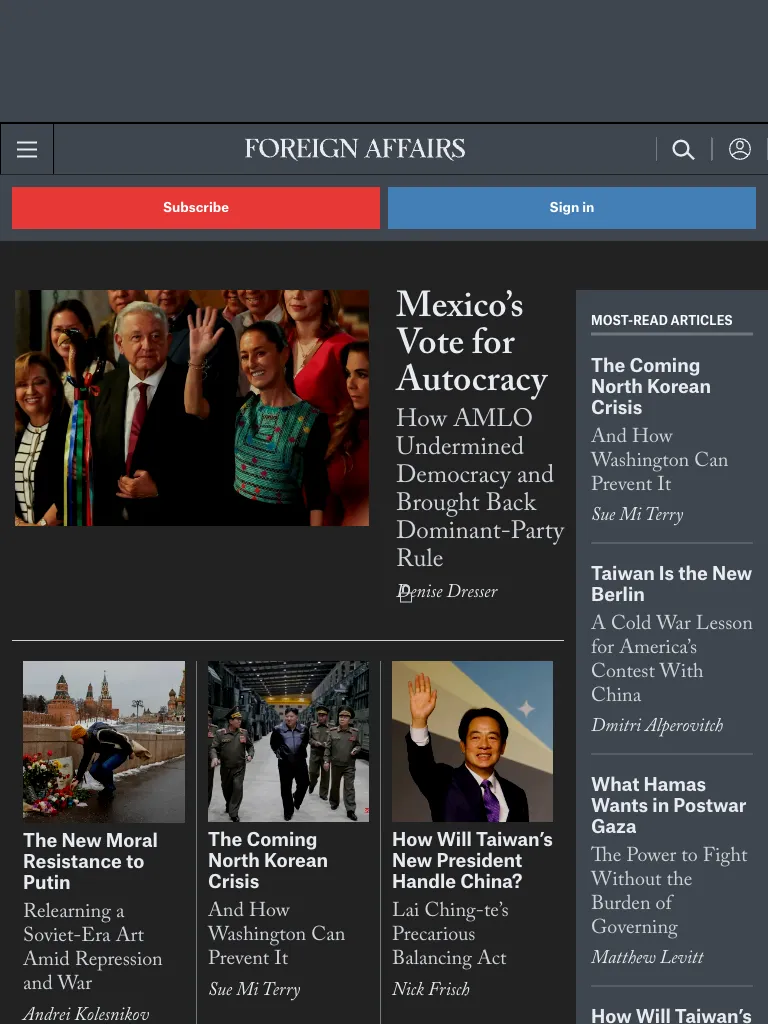 FOREIGN AFFAIRS
Subscribe
Sign in
Mexico's
Vote for
Autocracy
How AMLO
Undermined
Democracy and
Brought Back
Dominant-Party
Rule
Denise Dresser
The New Moral
Resistance to
Putin
Relearning a
Soviet-Era Art
Amid Repression
and War
Andrei Kolesnikov
The Coming
North Korean
Crisis
And How
Washington Can
Prevent It
Sue Mi Terry
How Will Taiwan's
New President
Handle China?
Lai Ching-te's
Precarious
Balancing Act
Nick Frisch
MOST-READ ARTICLES
The Coming
North Korean
Crisis
And How
Washington Can
Prevent It
Sue Mi Terry
Taiwan Is the New
Berlin
A Cold War Lesson
for America's
Contest With
China
Dmitri Alperovitch
What Hamas
Wants in Postwar
Gaza
The Power to Fight
Without the
Burden of
Governing
Matthew Levitt
How Will Taiwan's